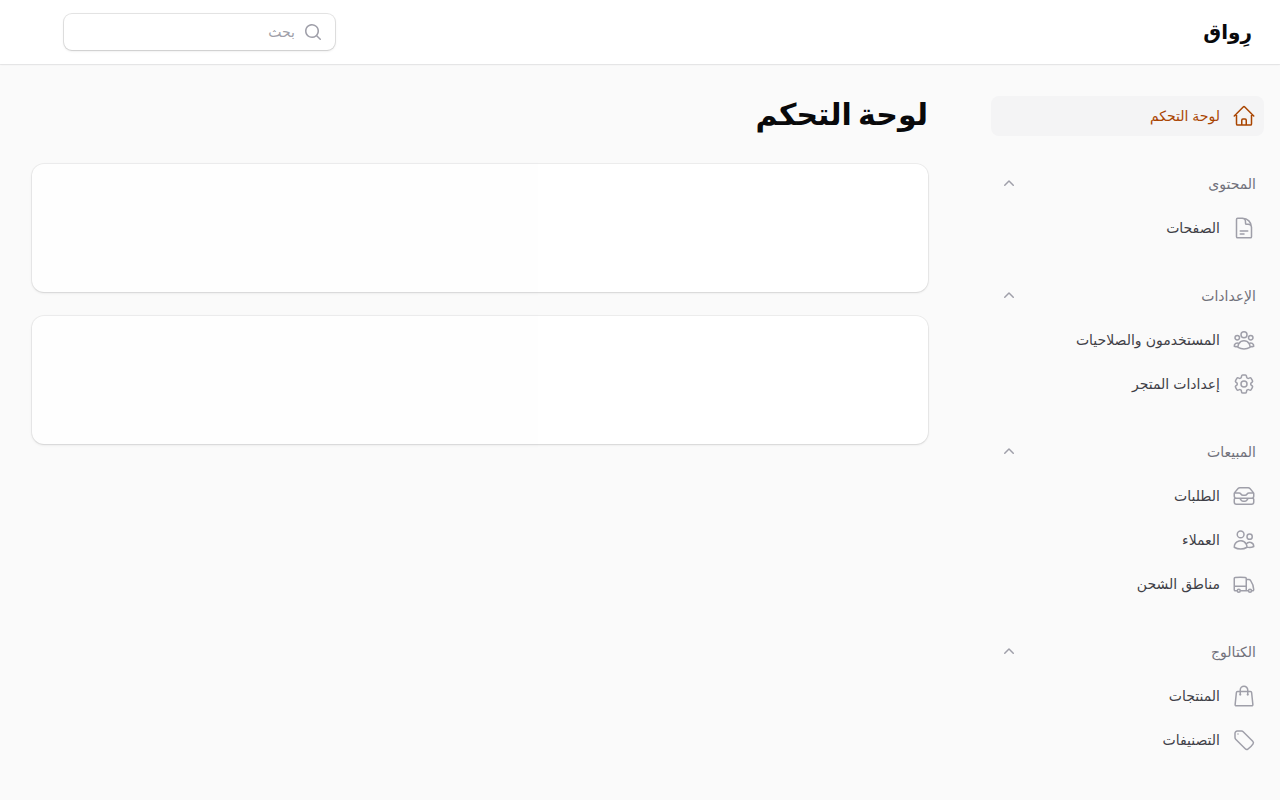 رِواق
بحث
لوحة التحكم
المحتوى
الصفحات
الإعدادات
المستخدمون والصلاحيات
إعدادات المتجر
المبيعات
الطلبات
العملاء
مناطق الشحن
الكتالوج
المنتجات
التصنيفات
لوحة التحكم